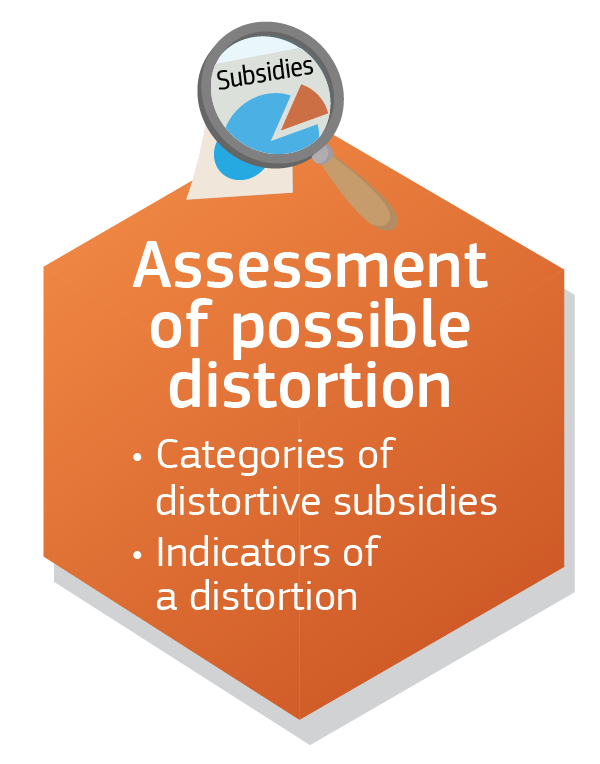 Subsidies
Assessment
of possible
distortion
• Categories of
distortive subsidies
• Indicators of
a distortion